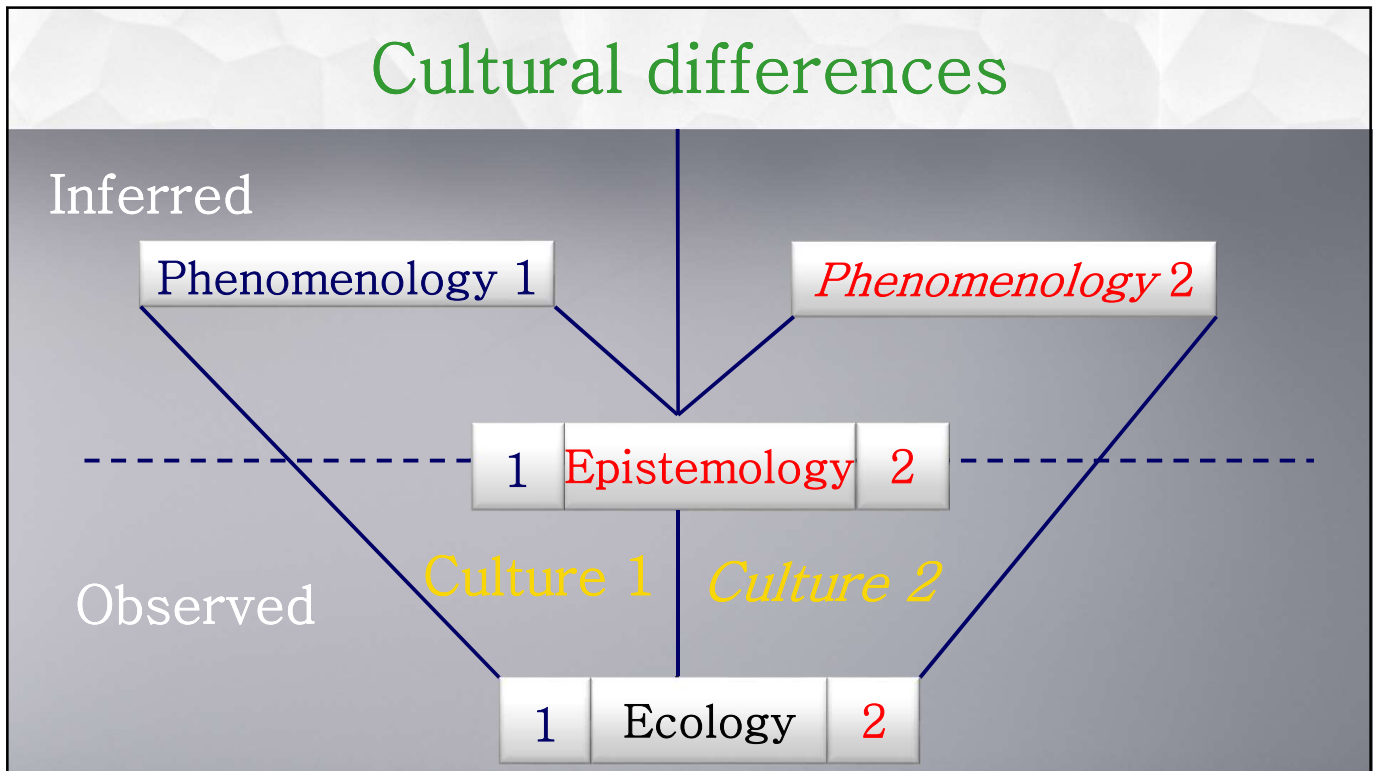 Cultural differences
Inferred
Phenomenology 1
Phenomenology 2
1 Epistemology 2
Culture 1
Culture 2
Observed
1 Ecology 2